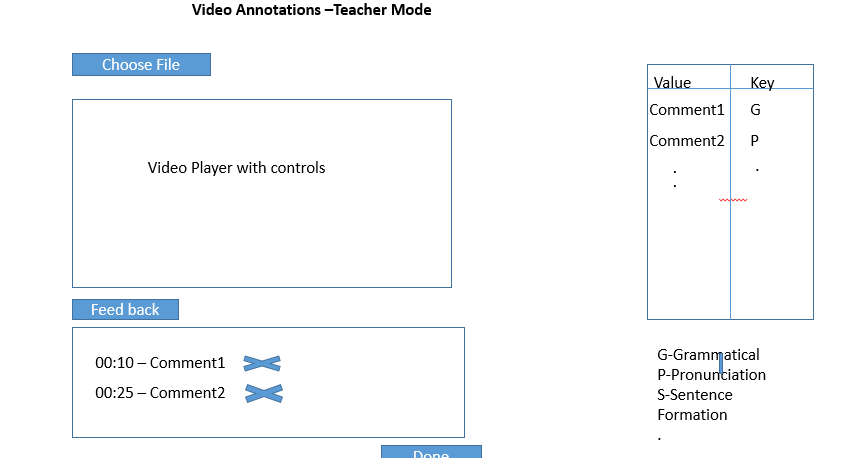 Video Annotations –Teacher Mode
Choose File
Value Key
Comment1 G
Comment2 P
. .
.
Video Player with controls
Feed back
00:10 – Comment1
00:25 – Comment2
G-Grammatical
P-Pronunciation
S-Sentence
Formation
.
Done